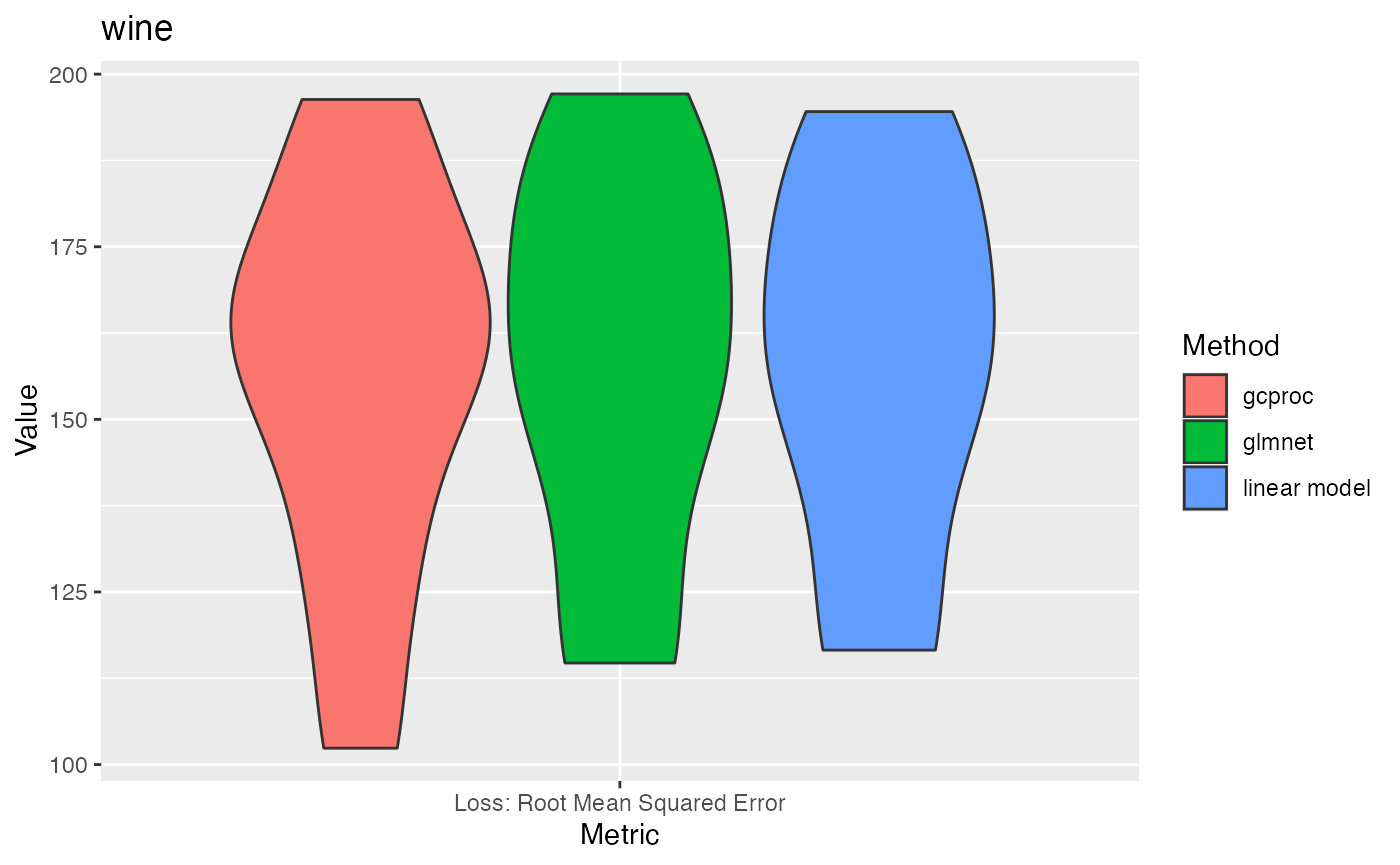 wine
Value
200
175
150
125
100
Loss: Root Mean Squared Error
Metric
Method
gcproc
glmnet
linear model